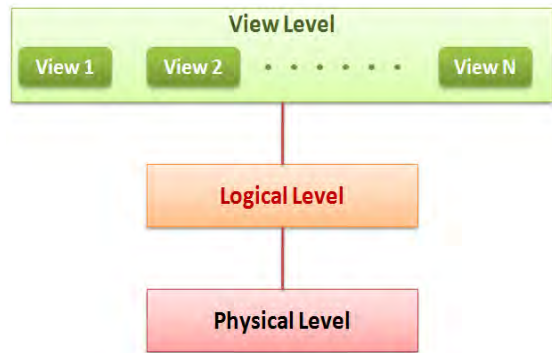 View Level
View 1 View 2 . . . . . . View N
Logical Level
Physical Level